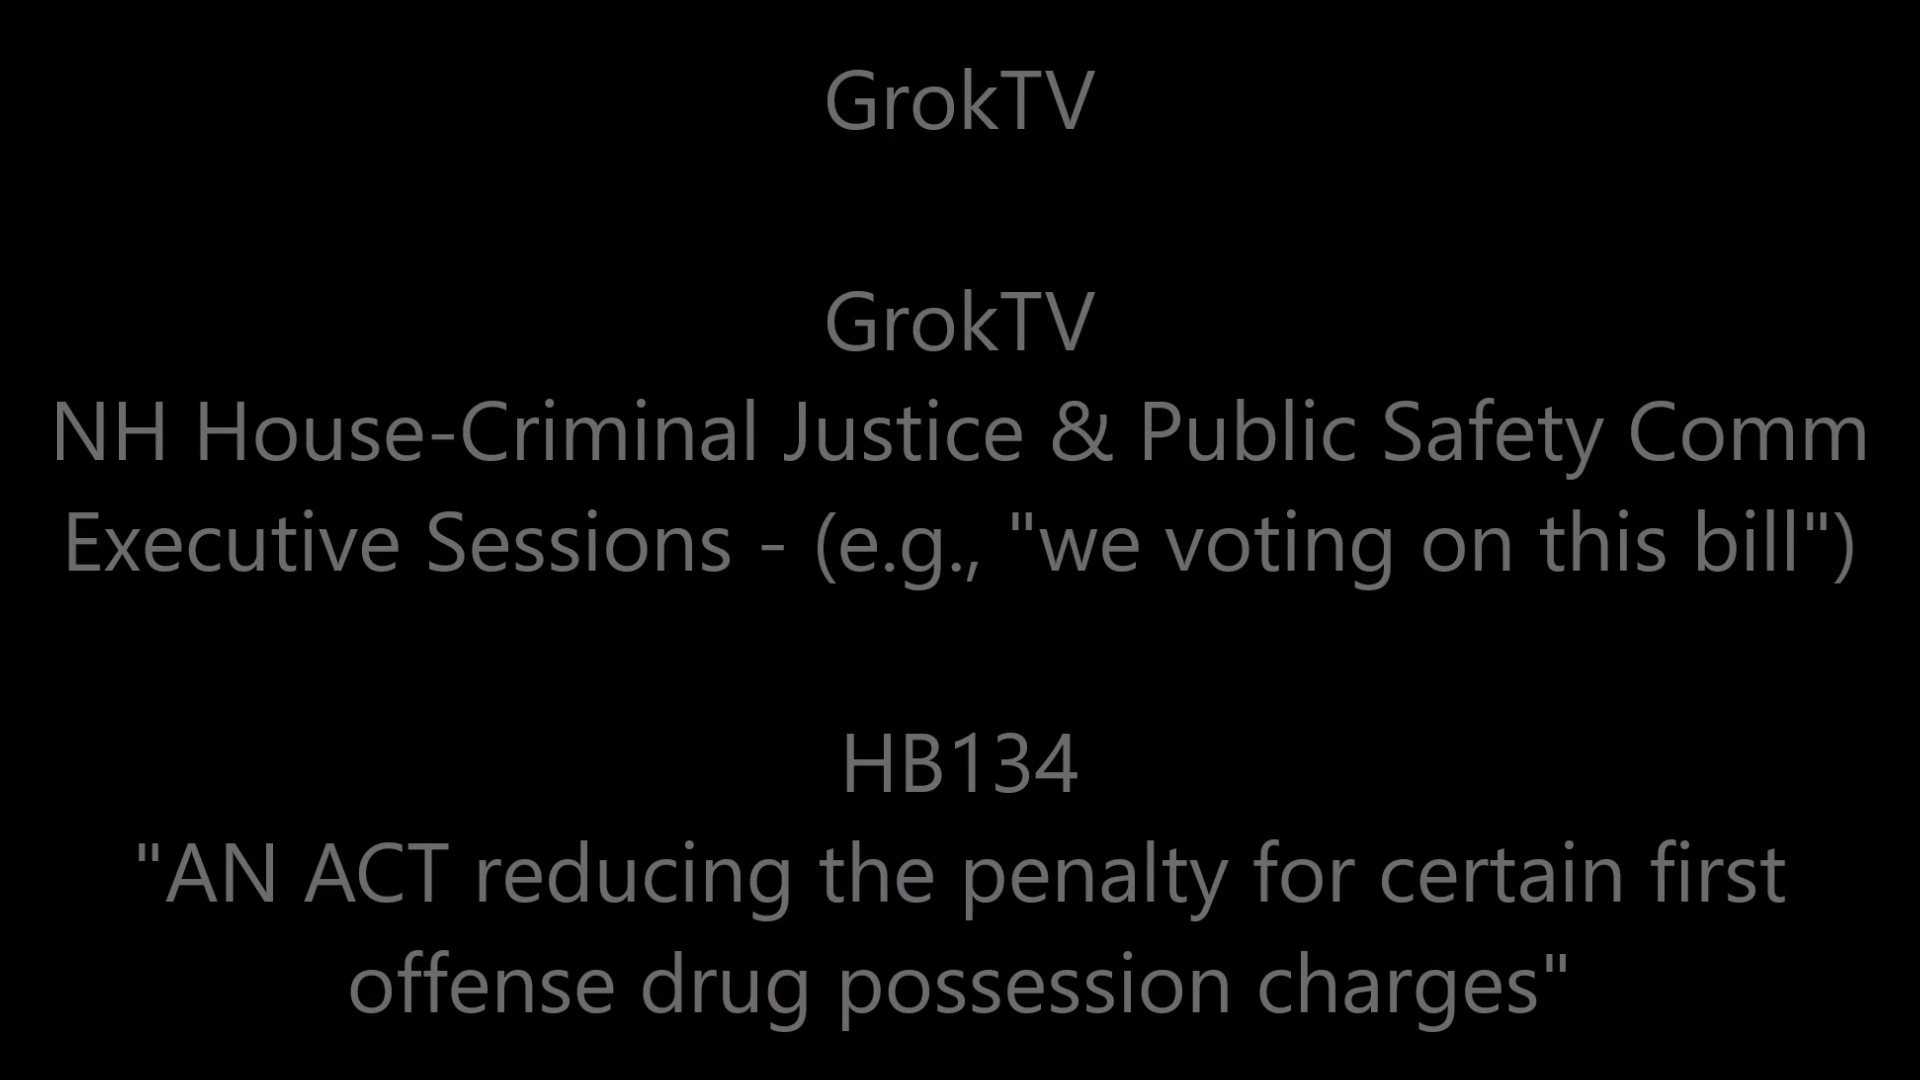 GrokTV
GrokTV
NH House-Criminal Justice & Public Safety Comm
Executive Sessions - (e.g., "we voting on this bill")
HB134
"AN ACT reducing the penalty for certain first
offense drug possession charges"